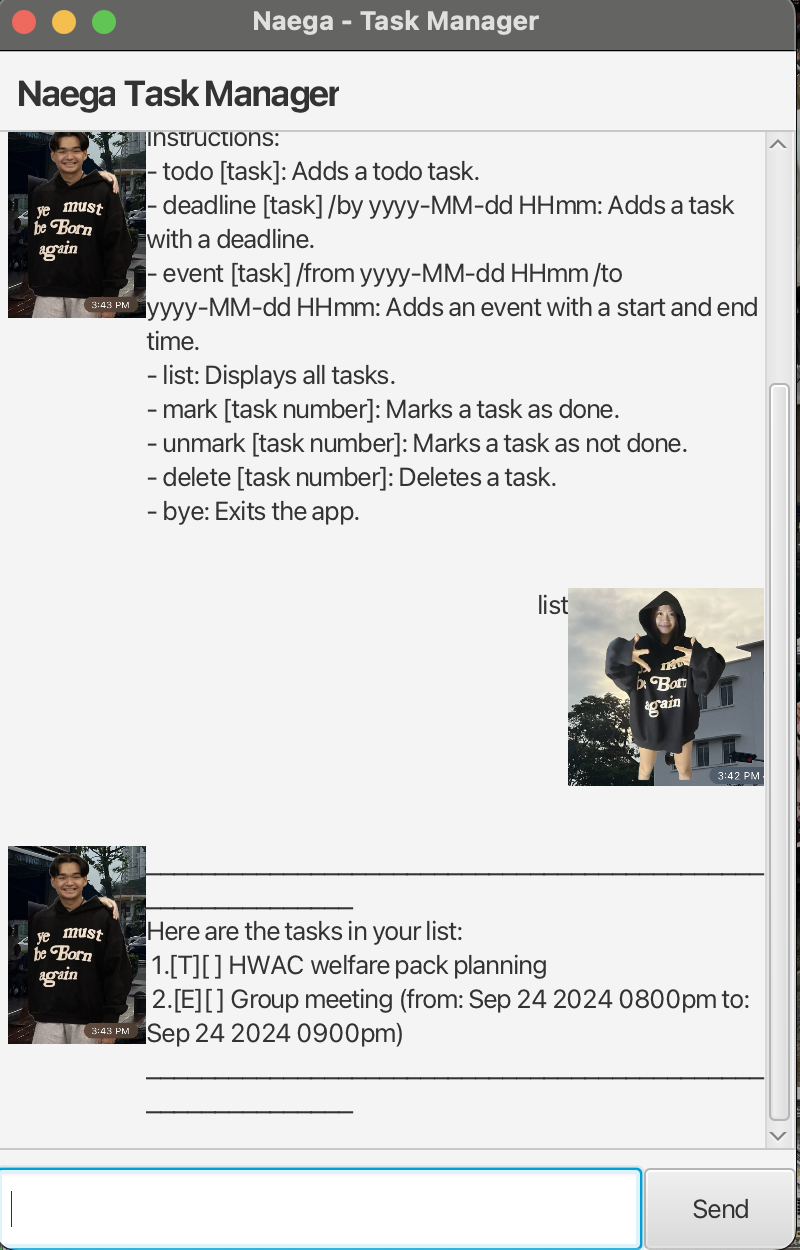 Naega - Task Manager
Naega Task Manager
Instructions:
- todo [task]: Adds a todo task.
- deadline [task] /by yyyy-MM-dd HHmm: Adds a task
with a deadline.
- event [task] /from yyyy-MM-dd HHmm /to
yyyy-MM-dd HHmm: Adds an event with a start and end
time.
- list: Displays all tasks.
- mark [task number]: Marks a task as done.
- unmark [task number]: Marks a task as not done.
- delete [task number]: Deletes a task.
- bye: Exits the app.
ye must
be Born
again
3:43 PM
list
be Born
again
3:42 PM
ye must
be Born
again
3:43 PM
Here are the tasks in your list:
1.[T][ ] HWAC welfare pack planning
2.[E][ ] Group meeting (from: Sep 24 2024 0800pm to:
Sep 24 2024 0900pm)
Send